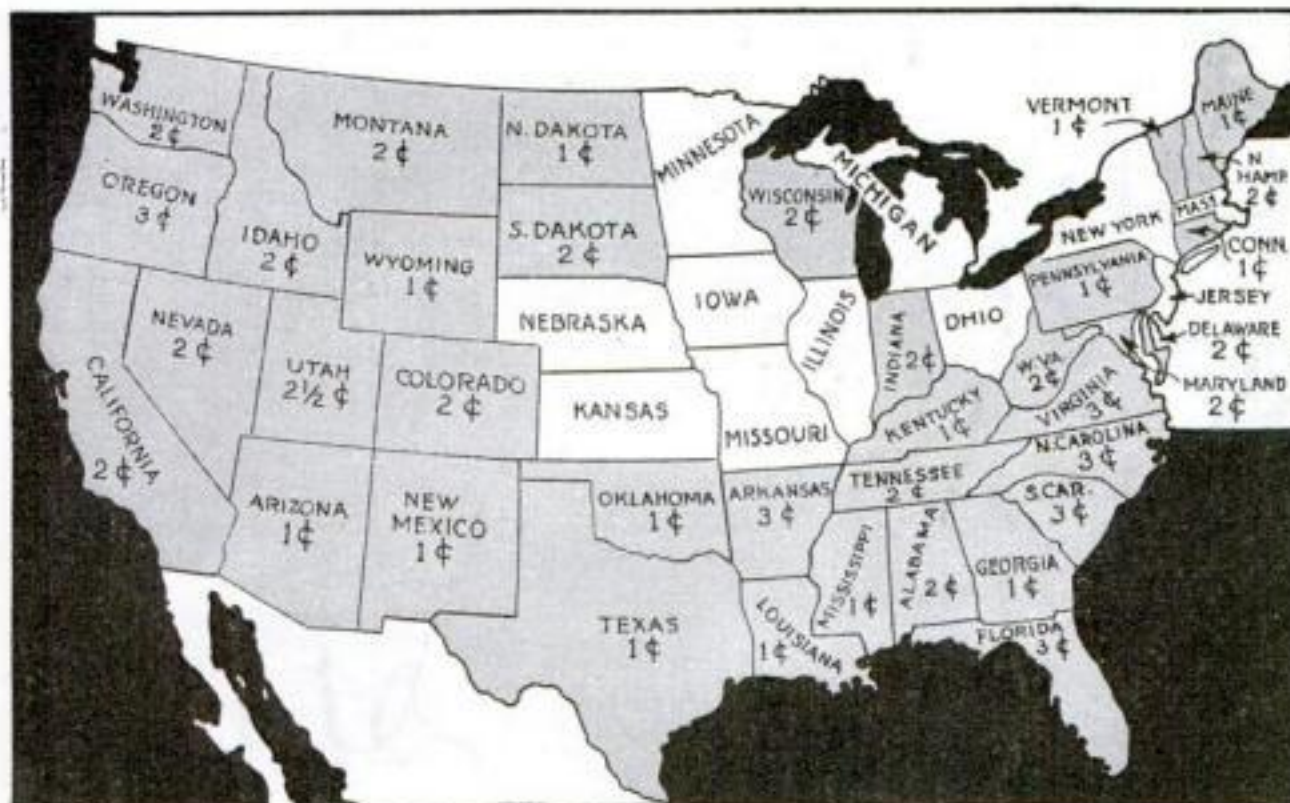 WASHINGTON
2 ¢
OREGON
3 ¢
CALIFORNIA
2 ¢
IDAHO
2 ¢
NEVADA
2 ¢
MONTANA
2 ¢
WYOMING
1 ¢
UTAH
2½ ¢
COLORADO
2 ¢
ARIZONA
1 ¢
NEW
MEXICO
1 ¢
N. DAKOTA
1 ¢
S. DAKOTA
2 ¢
NEBRASKA
KANSAS
OKLAHOMA
1 ¢
TEXAS
1 ¢
MINNESOTA
IOWA
MISSOURI
ARKANSAS
3 ¢
LOUISIANA
1 ¢
WISCONSIN
2 ¢
ILLINOIS
MICHIGAN
INDIANA
2 ¢
OHIO
KENTUCKY
1 ¢
TENNESSEE
2 ¢
MISSISSIPPI
1 ¢
ALABAMA
2 ¢
GEORGIA
1 ¢
FLORIDA
3 ¢
S. CAR.
3 ¢
N. CAROLINA
3 ¢
VIRGINIA
3 ¢
W. VA.
2 ¢
PENNSYLVANIA
1 ¢
NEW YORK
VERMONT
1 ¢
MAINE
1 ¢
N
HAMP.
2 ¢
MASS
CONN.
1 ¢
JERSEY
DELAWARE
2 ¢
MARYLAND
2 ¢